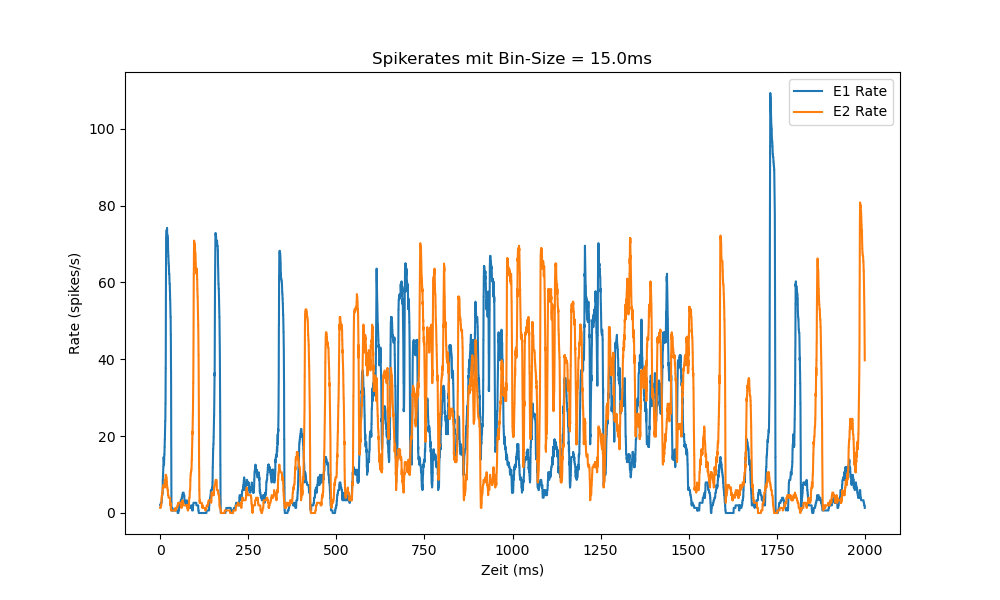 Spikerates mit Bin-Size = 15.0ms
E1 Rate
E2 Rate
Rate (spikes/s)
100
80
60
40
20
0
0 250 500 750 1000 1250 1500 1750 2000
Zeit (ms)